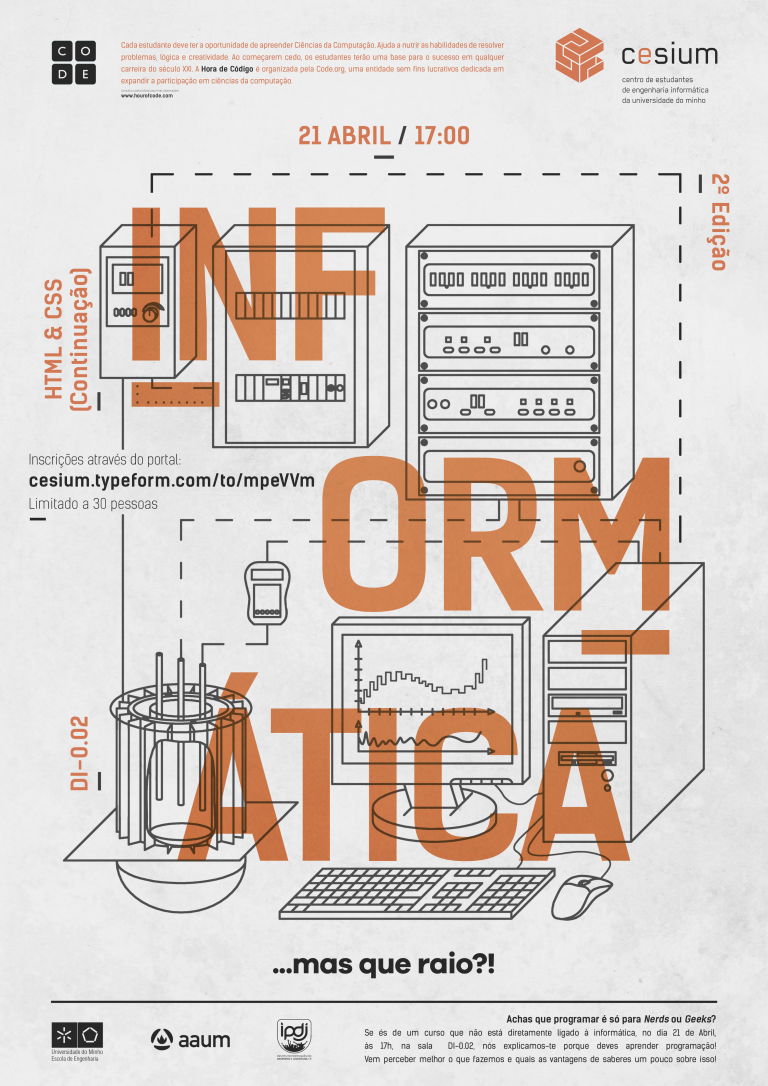 CO
DE
Cada estudante deve ter a oportunidade de apreender Ciências da Computação. Ajuda a nutrir as habilidades de resolver
problemas, lógica e creatividade. Ao começarem cedo, os estudantes terão uma base para o sucesso em qualquer
carreira do século XXI. A Hora de Código é organizada pela Code.org, uma entidade sem fins lucrativos dedicada em
expandir a participação em ciências da computação.
www.hourofcode.com
cesium
centro de estudantes
de engenharia informática
da universidade do minho
21 ABRIL / 17:00
2º Edição
HTML & CSS
(Continuação)
INF_
Inscrições através do portal:
cesium.typeform.com/to/mpeVVm
Limitado a 30 pessoas
ORM_
DI-0.02
ÁTICA
...mas que raio?!
Universidade do Minho
Escola de Engenharia
aaum
ipdj
Achas que programar é só para Nerds ou Geeks?
Se és de um curso que não está diretamente ligado à informática, no dia 21 de Abril,
às 17h, na sala DI-0.02, nós explicamos-te porque deves aprender programação!
Vem perceber melhor o que fazemos e quais as vantagens de saberes um pouco sobre isso!